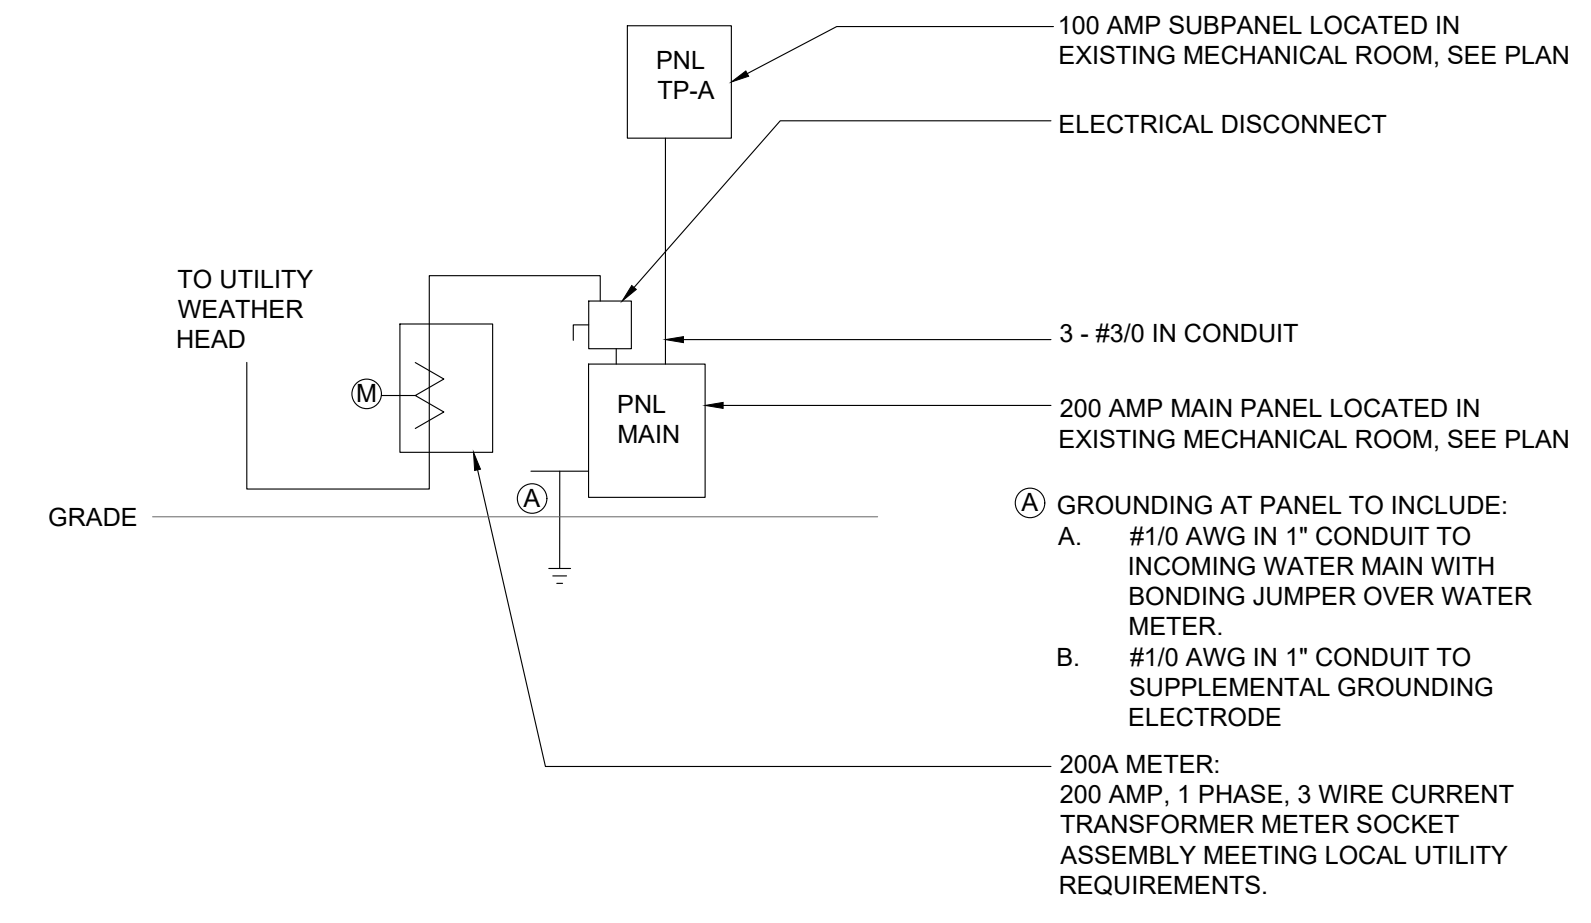 PNL
TP-A
100 AMP SUBPANEL LOCATED IN
EXISTING MECHANICAL ROOM, SEE PLAN
ELECTRICAL DISCONNECT
TO UTILITY
WEATHER
HEAD
M
3 - #3/0 IN CONDUIT
PNL
MAIN
200 AMP MAIN PANEL LOCATED IN
EXISTING MECHANICAL ROOM, SEE PLAN
A
GRADE
A GROUNDING AT PANEL TO INCLUDE:
A. #1/0 AWG IN 1" CONDUIT TO
INCOMING WATER MAIN WITH
BONDING JUMPER OVER WATER
METER.
B. #1/0 AWG IN 1" CONDUIT TO
SUPPLEMENTAL GROUNDING
ELECTRODE
200A METER:
200 AMP, 1 PHASE, 3 WIRE CURRENT
TRANSFORMER METER SOCKET
ASSEMBLY MEETING LOCAL UTILITY
REQUIREMENTS.